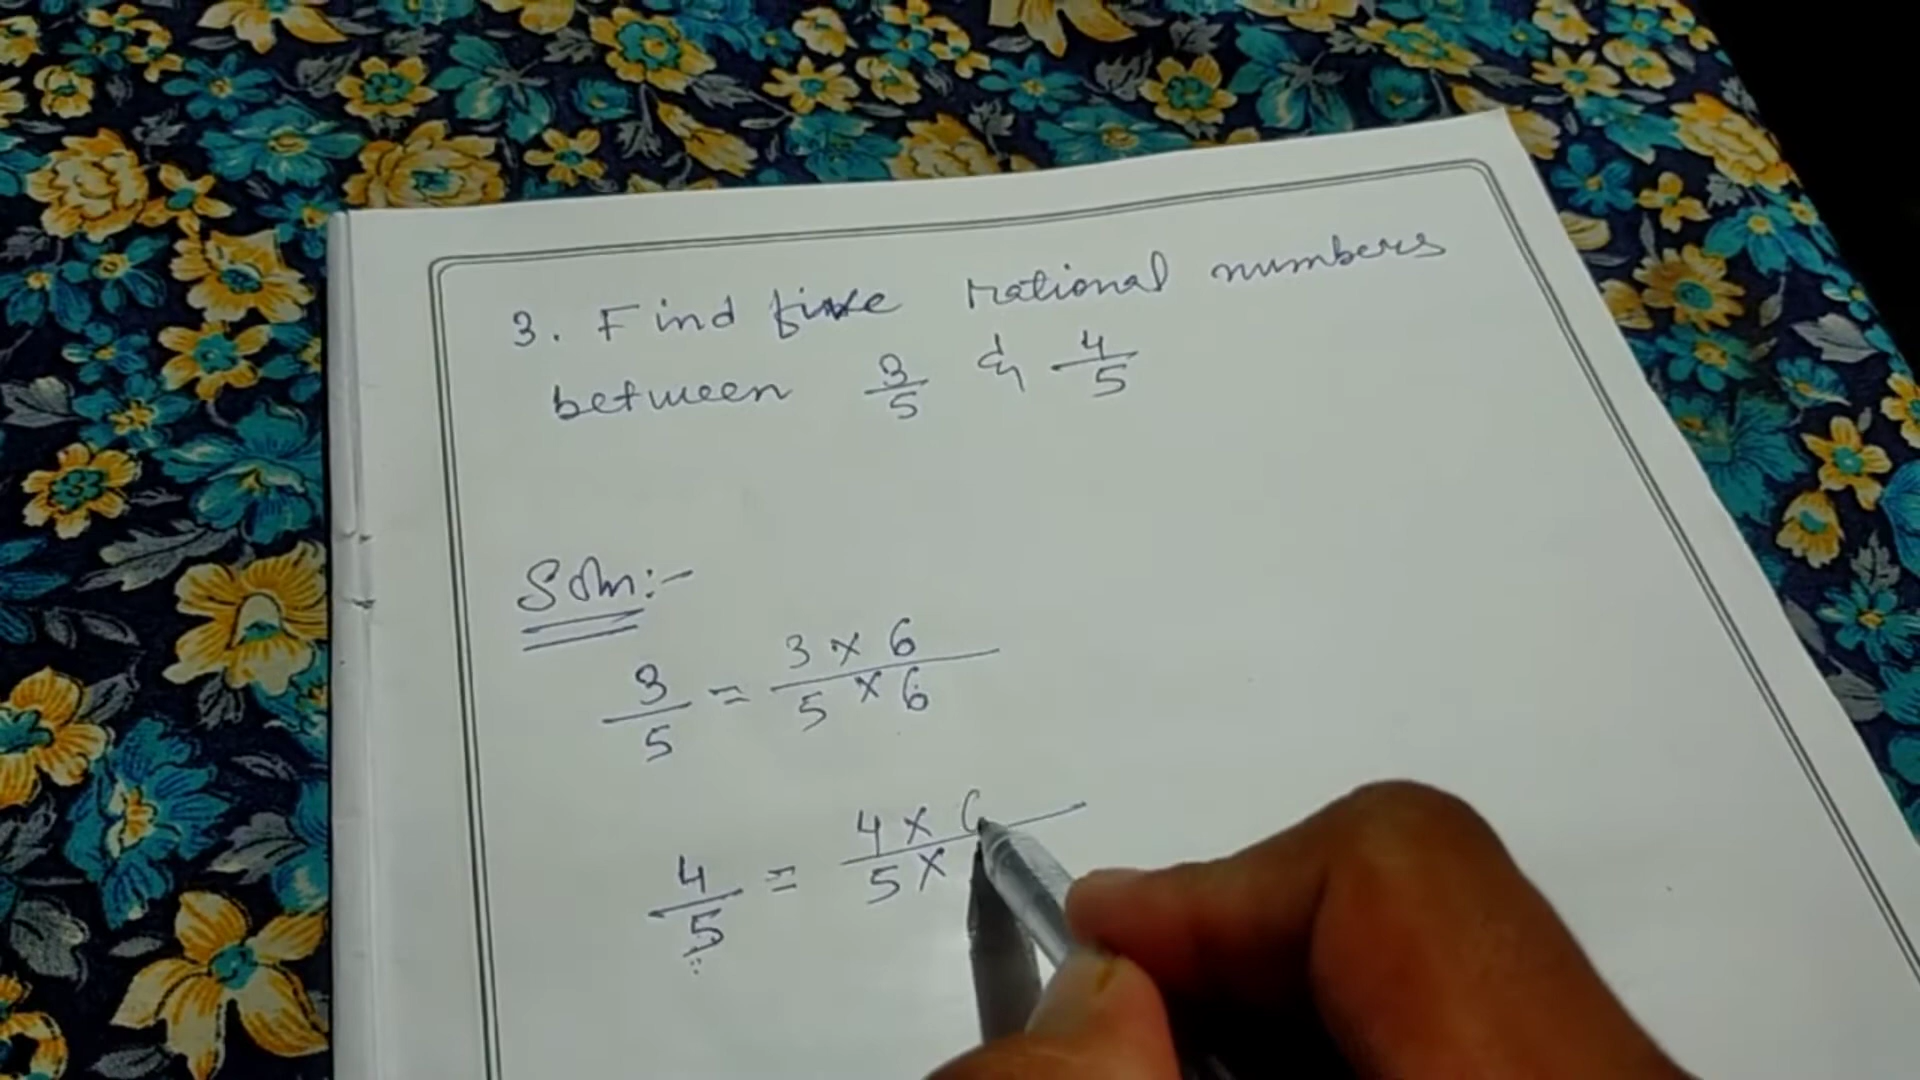 3. Find five rational numbers
between 3/5 & 4/5
Soln:-
3/5 = 3 × 6 / 5 × 6
4/5 = 4 × 6 / 5 ×